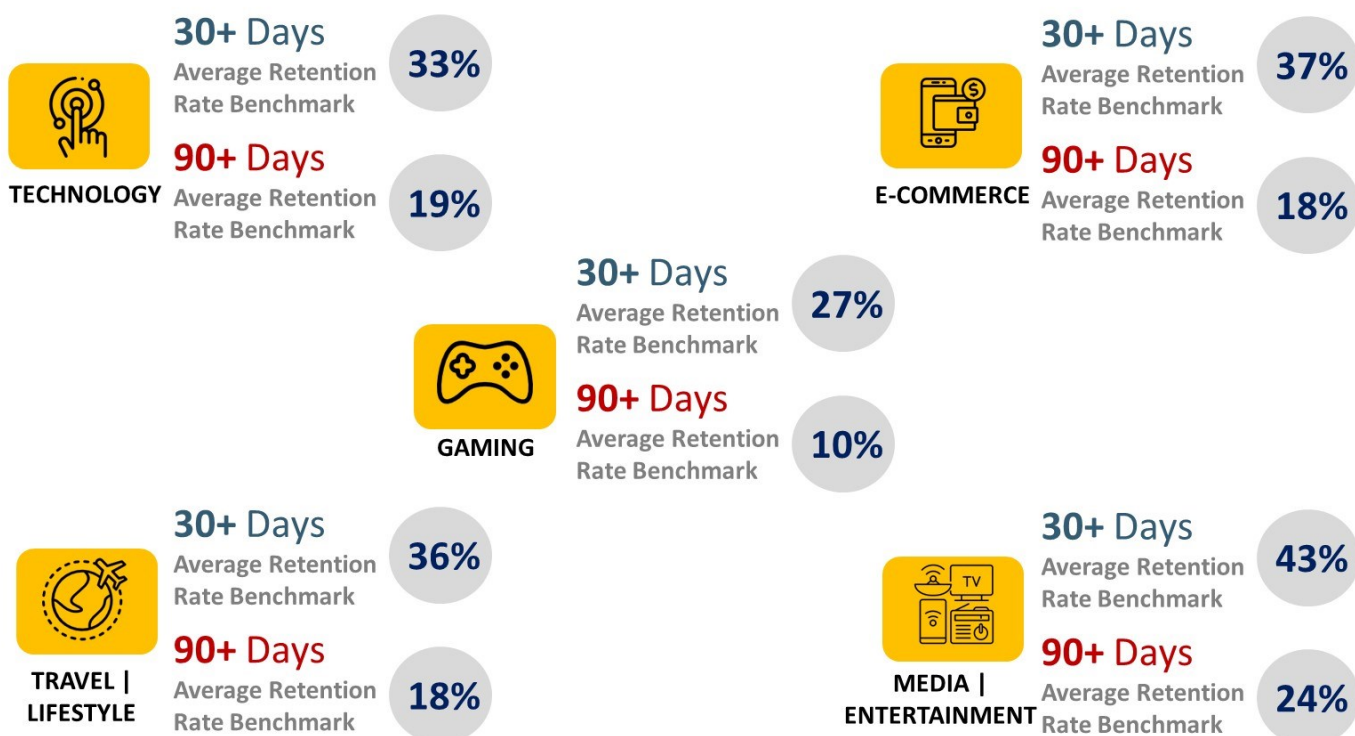 30+ Days
Average Retention
Rate Benchmark
33%
90+ Days
Average Retention
Rate Benchmark
19%
TECHNOLOGY
30+ Days
Average Retention
Rate Benchmark
37%
90+ Days
Average Retention
Rate Benchmark
18%
E-COMMERCE
30+ Days
Average Retention
Rate Benchmark
27%
90+ Days
Average Retention
Rate Benchmark
10%
GAMING
30+ Days
Average Retention
Rate Benchmark
36%
90+ Days
Average Retention
Rate Benchmark
18%
TRAVEL |
LIFESTYLE
30+ Days
Average Retention
Rate Benchmark
43%
TV
90+ Days
Average Retention
Rate Benchmark
24%
MEDIA |
ENTERTAINMENT